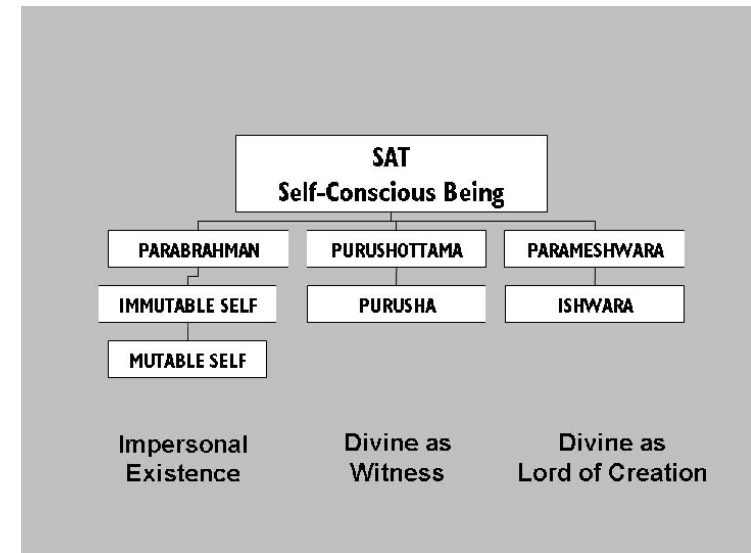 SAT
Self-Conscious Being
PARABRAHMAN
PURUSHOTTAMA
PARAMESHWARA
IMMUTABLE SELF
PURUSHA
ISHWARA
MUTABLE SELF
Impersonal
Existence
Divine as
Witness
Divine as
Lord of Creation